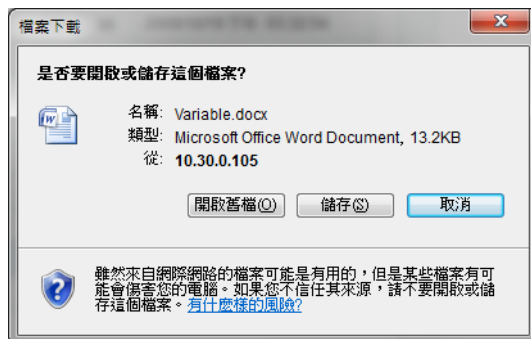 檔案下載
是否要開啟或儲存這個檔案?
名稱: Variable.docx
類型: Microsoft Office Word Document, 13.2KB
從: 10.30.0.105
開啟舊檔(O) 儲存(S) 取消
雖然來自網際網路的檔案可能是有用的，但是某些檔案有可
能會傷害您的電腦。如果您不信任其來源，請不要開啟或儲
存這個檔案。有什麼樣的風險?